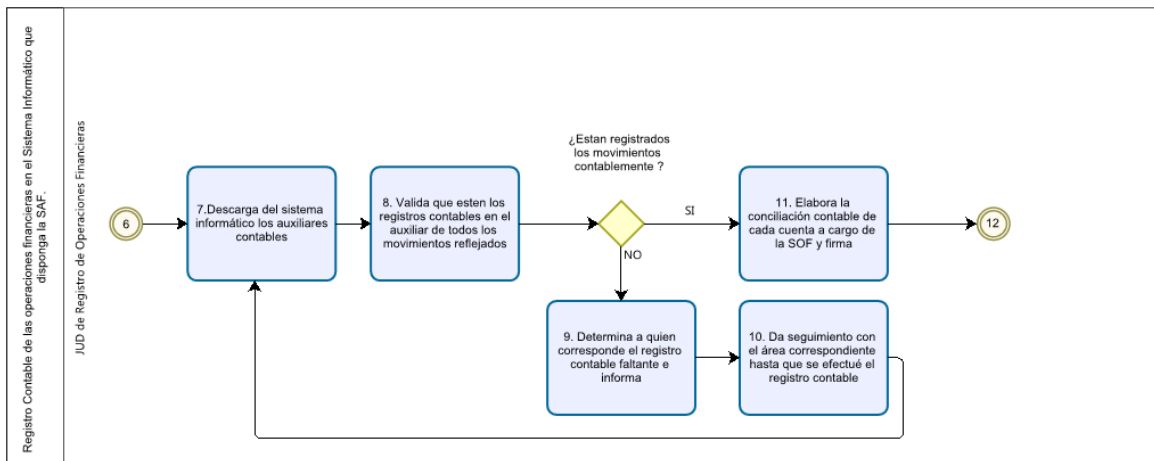 Registro Contable de las operaciones financieras en el Sistema Informático que
disponga la SAF.
JUD de Registro de Operaciones Financieras
6
7.Descarga del sistema
informático los auxiliares
contables
8. Valida que esten los
registros contables en el
auxiliar de todos los
movimientos reflejados
¿Estan registrados
los movimientos
contablemente ?
SI
NO
11. Elabora la
conciliación contable de
cada cuenta a cargo de
la SOF y firma
12
9. Determina a quien
corresponde el registro
contable faltante e
informa
10. Da seguimiento con
el área correspondiente
hasta que se efectué el
registro contable